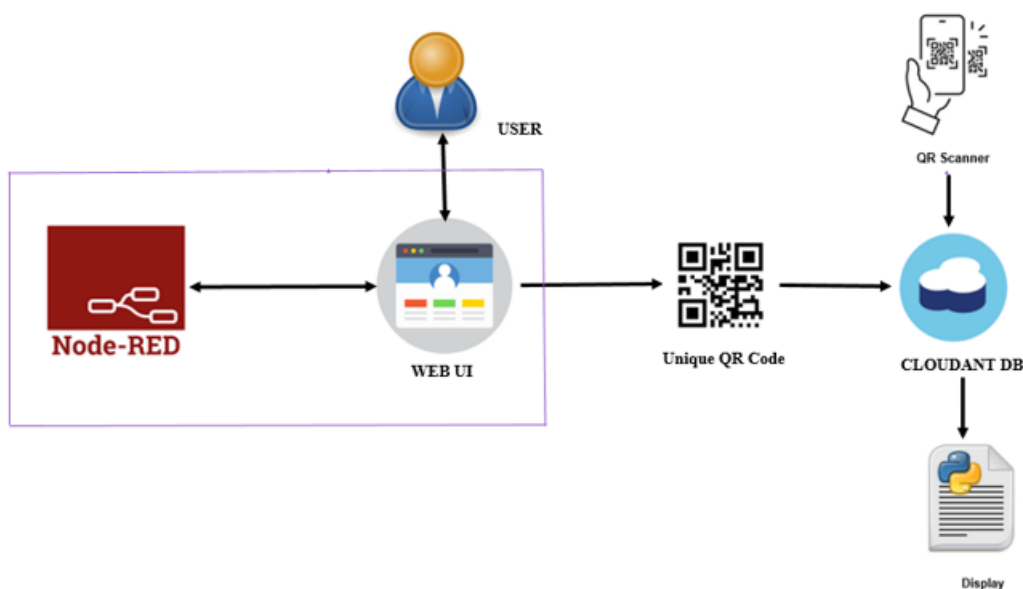 USER
QR Scanner
Node-RED
WEB UI
Unique QR Code
CLOUDANT DB
Display